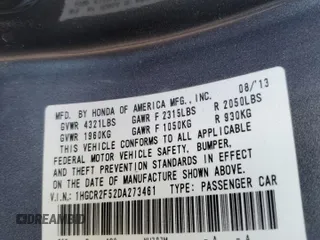 MFD. BY HONDA OF AMERICA MFG., INC. 08/'13
GVWR 4321LBS GAWR F 2315LBS R 2050LBS
GVWR 1960KG GAWR F 1050KG R 930KG
THIS VEHICLE CONFORMS TO ALL APPLICABLE
FEDERAL MOTOR VEHICLE SAFETY, BUMPER,
AND THEFT PREVENTION STANDARDS IN EFFECT
ON THE DATE OF MANUFACTURE SHOWN ABOVE.
V.I.N.: 1HGCR2F52DA273461 TYPE: PASSENGER CAR